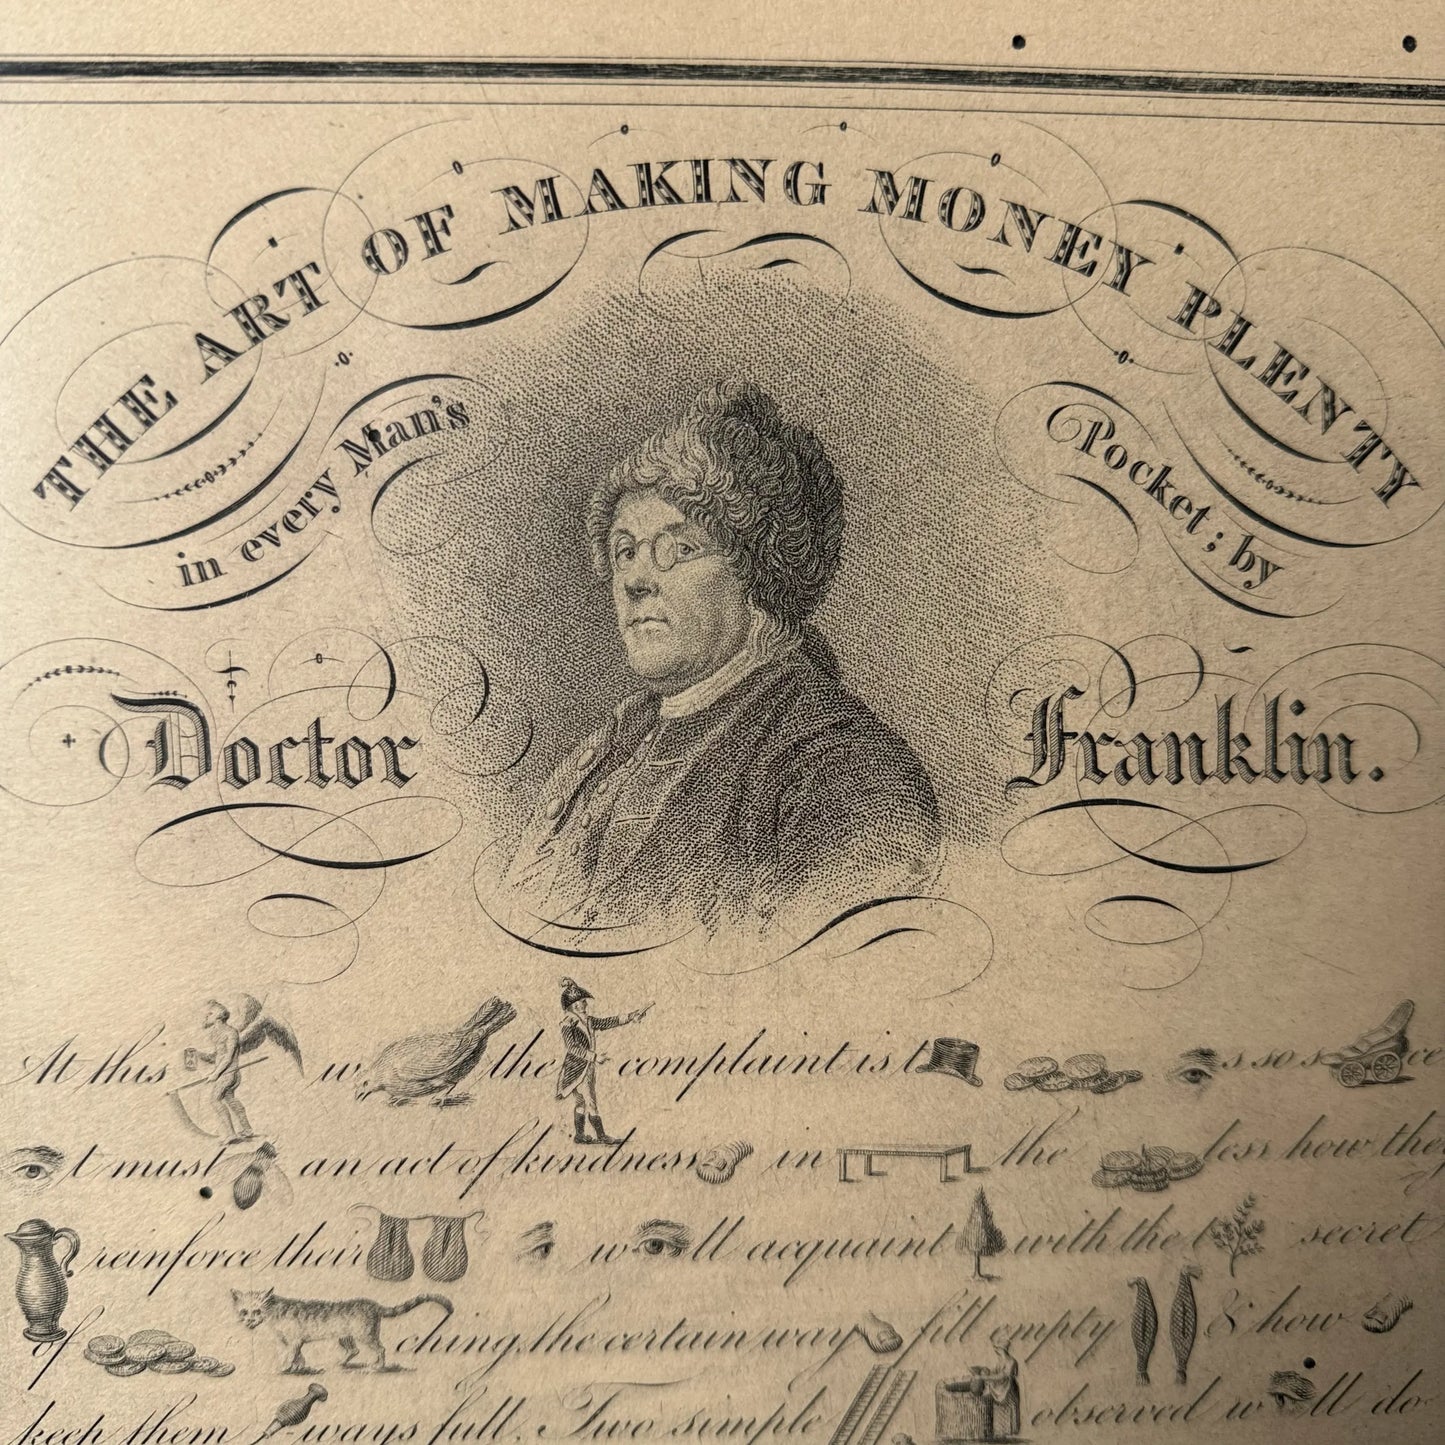 THE ART OF MAKING MONEY PLENTY
in every Man's Pocket; by
Doctor Franklin.
At this w the complaint is t s so s ce
t must an act of kindness in the less how they
reinforce their w ll acquaint with the t secret
of ching the certain way fill empty & how
keep them ways full. Two simple observed w ll do